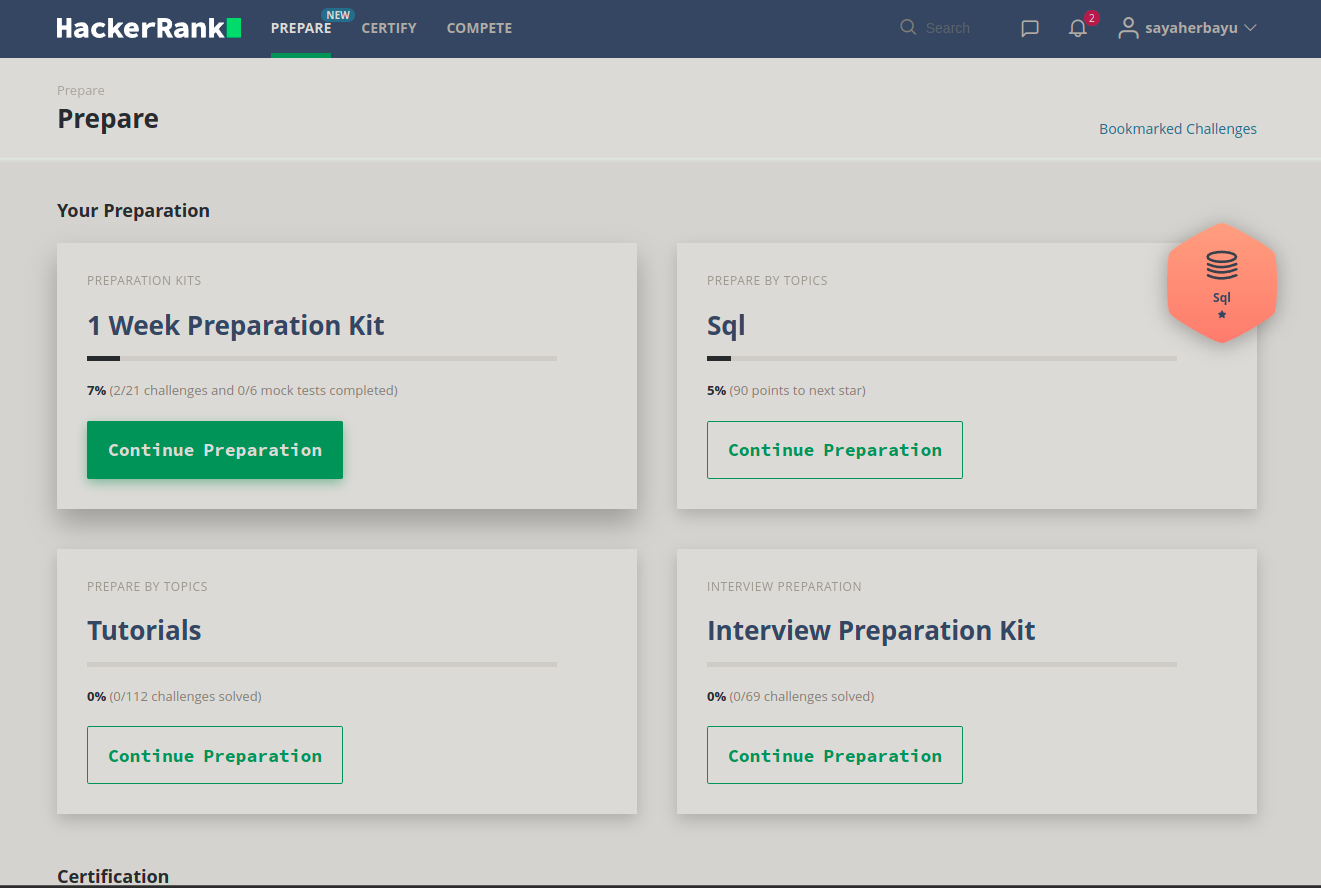 HackerRank PREPARE NEW CERTIFY COMPETE Search 2 sayaherbayu
Prepare
Prepare
Bookmarked Challenges
Your Preparation
PREPARATION KITS
1 Week Preparation Kit
7% (2/21 challenges and 0/6 mock tests completed)
Continue Preparation
PREPARE BY TOPICS
Sql
Sql
5% (90 points to next star)
Continue Preparation
PREPARE BY TOPICS
Tutorials
0% (0/112 challenges solved)
Continue Preparation
INTERVIEW PREPARATION
Interview Preparation Kit
0% (0/69 challenges solved)
Continue Preparation
Certification